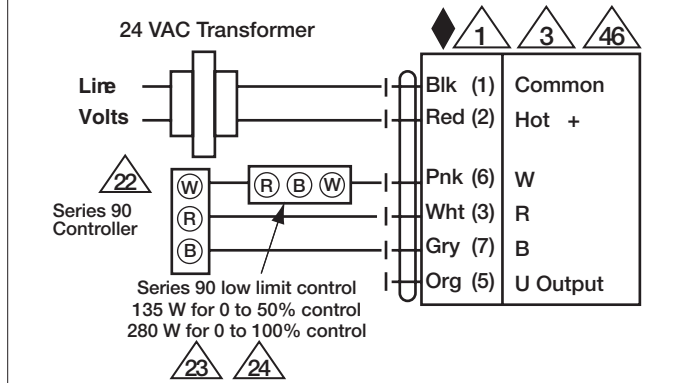 24 VAC Transformer
1 3 46
Line
Volts
Blk (1) Common
Red (2) Hot +
22
Series 90
Controller
W
R
B
R B W
Pnk (6) W
Wht (3) R
Gry (7) B
Org (5) U Output
Series 90 low limit control
135 W for 0 to 50% control
280 W for 0 to 100% control
23 24